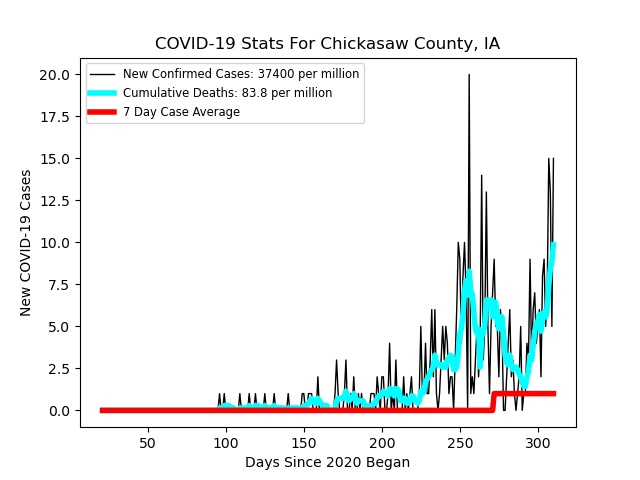 COVID-19 Stats For Chickasaw County, IA
New Confirmed Cases: 37400 per million
Cumulative Deaths: 83.8 per million
7 Day Case Average
20.0
17.5
15.0
12.5
10.0
7.5
5.0
2.5
0.0
New COVID-19 Cases
50 100 150 200 250 300
Days Since 2020 Began